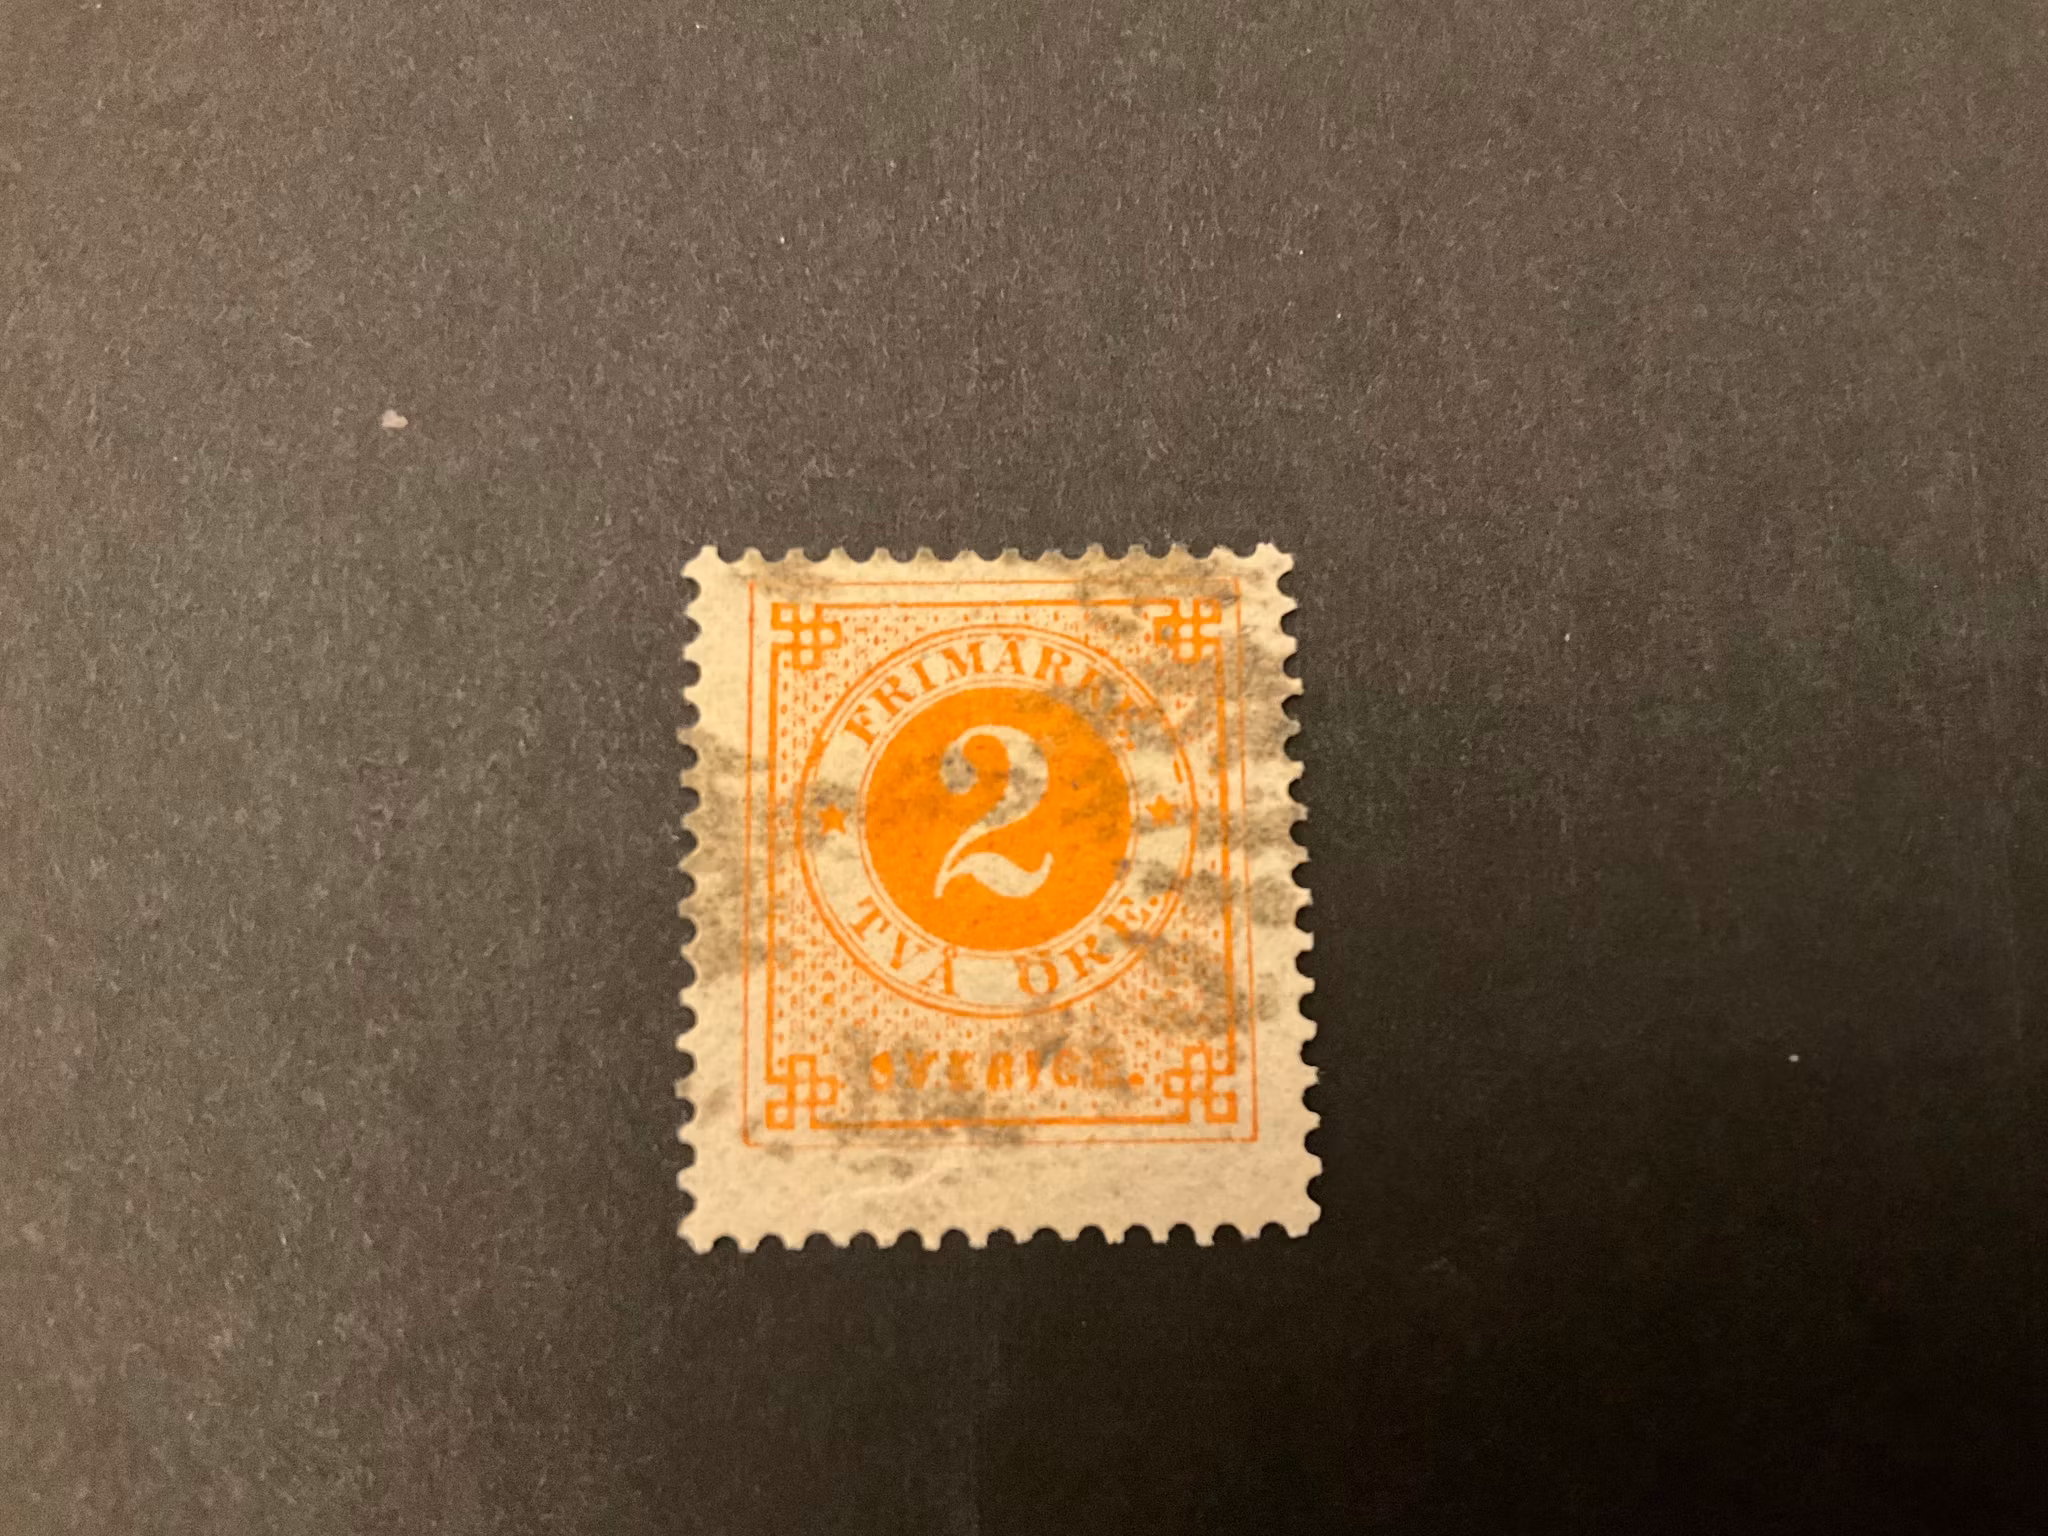 FRIMÄRKE
2
TVÅ ÖRE.
SVERIGE.